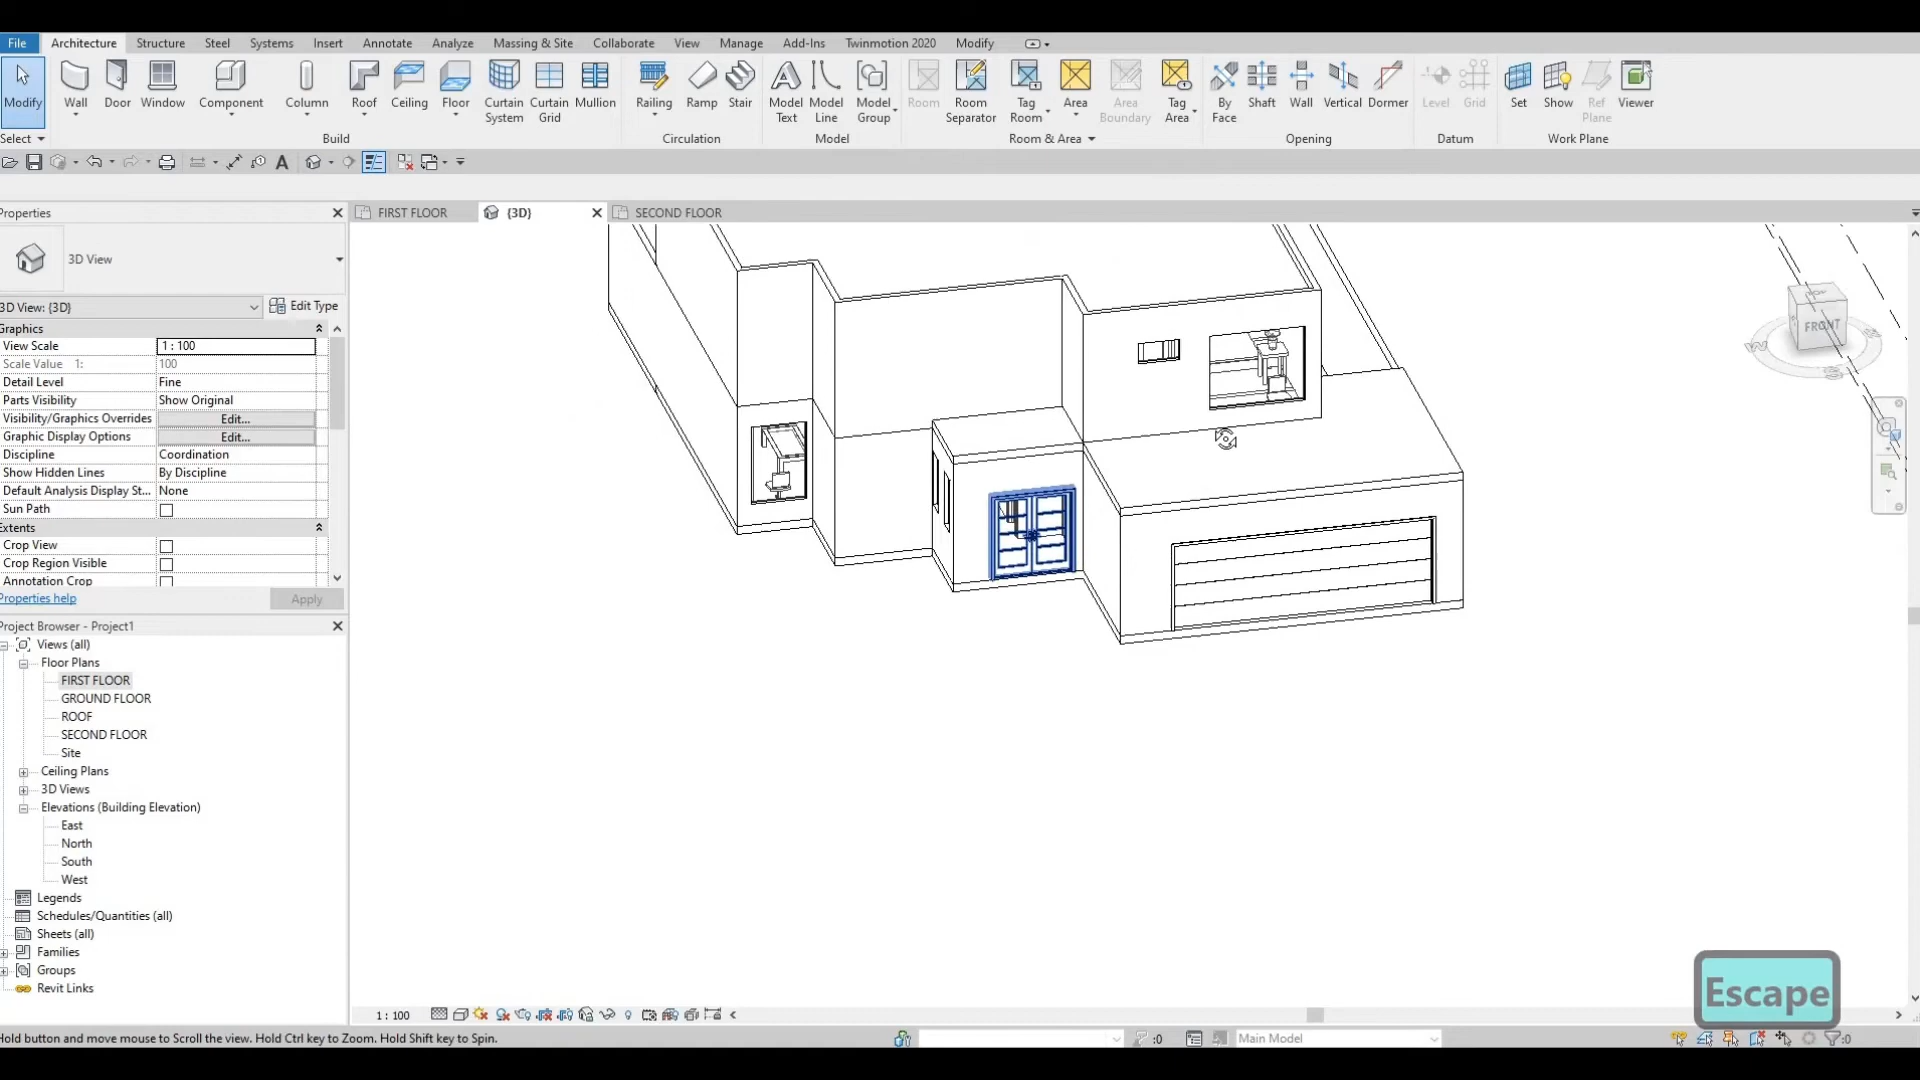 File Architecture Structure Steel Systems Insert Annotate Analyze Massing & Site Collaborate View Manage Add-Ins Twinmotion 2020 Modify
Modify Wall Door Window Component Column Roof Ceiling Floor Curtain System Curtain Grid Mullion Railing Ramp Stair Model Text Model Line Model Group Room Room Separator Tag Room Area Area Boundary Tag Area By Face Shaft Wall Vertical Dormer Level Grid Set Show Ref Plane Viewer
Select Build Circulation Model Room & Area Opening Datum Work Plane
Properties FIRST FLOOR {3D} SECOND FLOOR
3D View
3D View: {3D} Edit Type
Graphics
View Scale 1 : 100
Scale Value 1: 100
Detail Level Fine
Parts Visibility Show Original
Visibility/Graphics Overrides Edit...
Graphic Display Options Edit...
Discipline Coordination
Show Hidden Lines By Discipline
Default Analysis Display St... None
Sun Path
Extents
Crop View
Crop Region Visible
Annotation Crop
Properties help Apply
Project Browser - Project1
Views (all)
Floor Plans
FIRST FLOOR
GROUND FLOOR
ROOF
SECOND FLOOR
Site
Ceiling Plans
3D Views
Elevations (Building Elevation)
East
North
South
West
Legends
Schedules/Quantities (all)
Sheets (all)
Families
Groups
Revit Links
FRONT
W
Escape
1 : 100
Hold button and move mouse to Scroll the view. Hold Ctrl key to Zoom. Hold Shift key to Spin. :0 Main Model :0